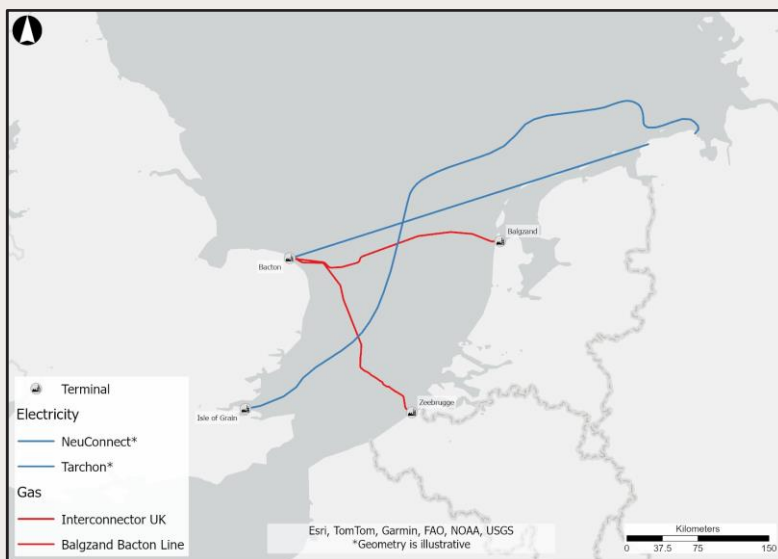 Balgzand
Bacton
Zeebrugge
Isle of Grain
Terminal
Electricity
NeuConnect*
Tarchon*
Gas
Interconnector UK
Balgzand Bacton Line
Esri, TomTom, Garmin, FAO, NOAA, USGS
*Geometry is illustrative
Kilometers
0 37.5 75 150